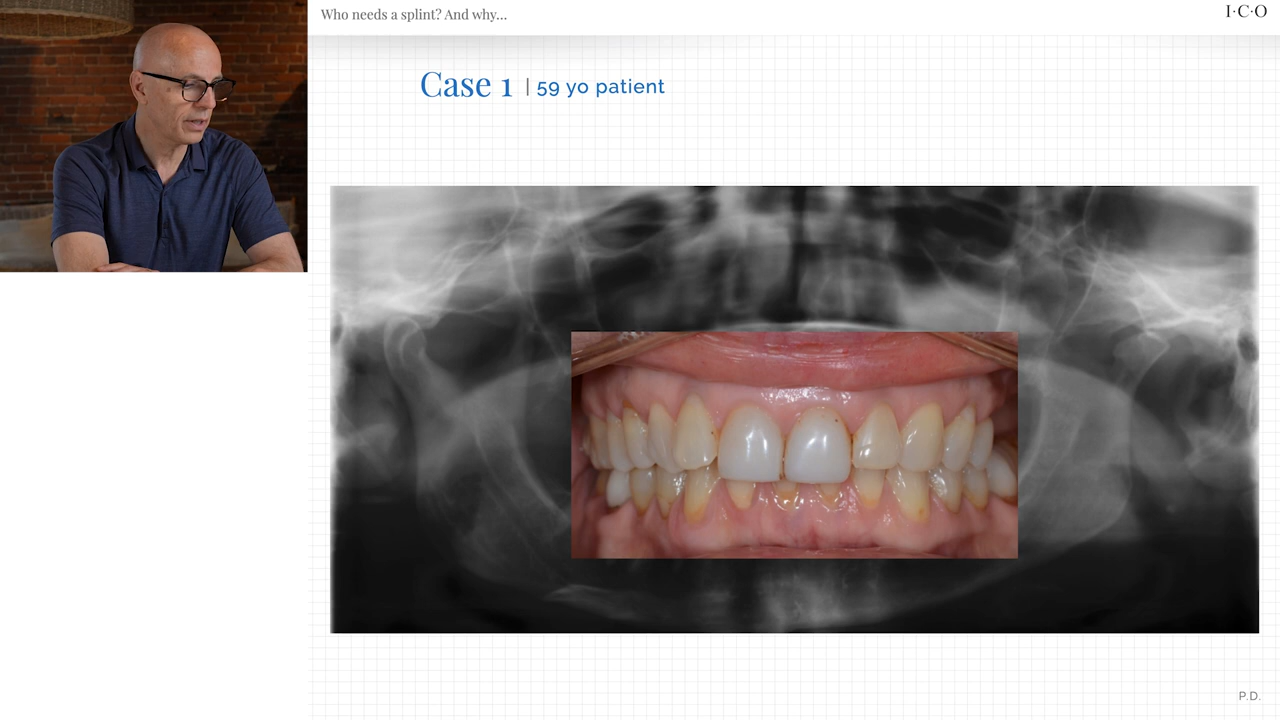 Who needs a splint? And why...
I·C·O
Case 1 | 59 yo patient
P.D.